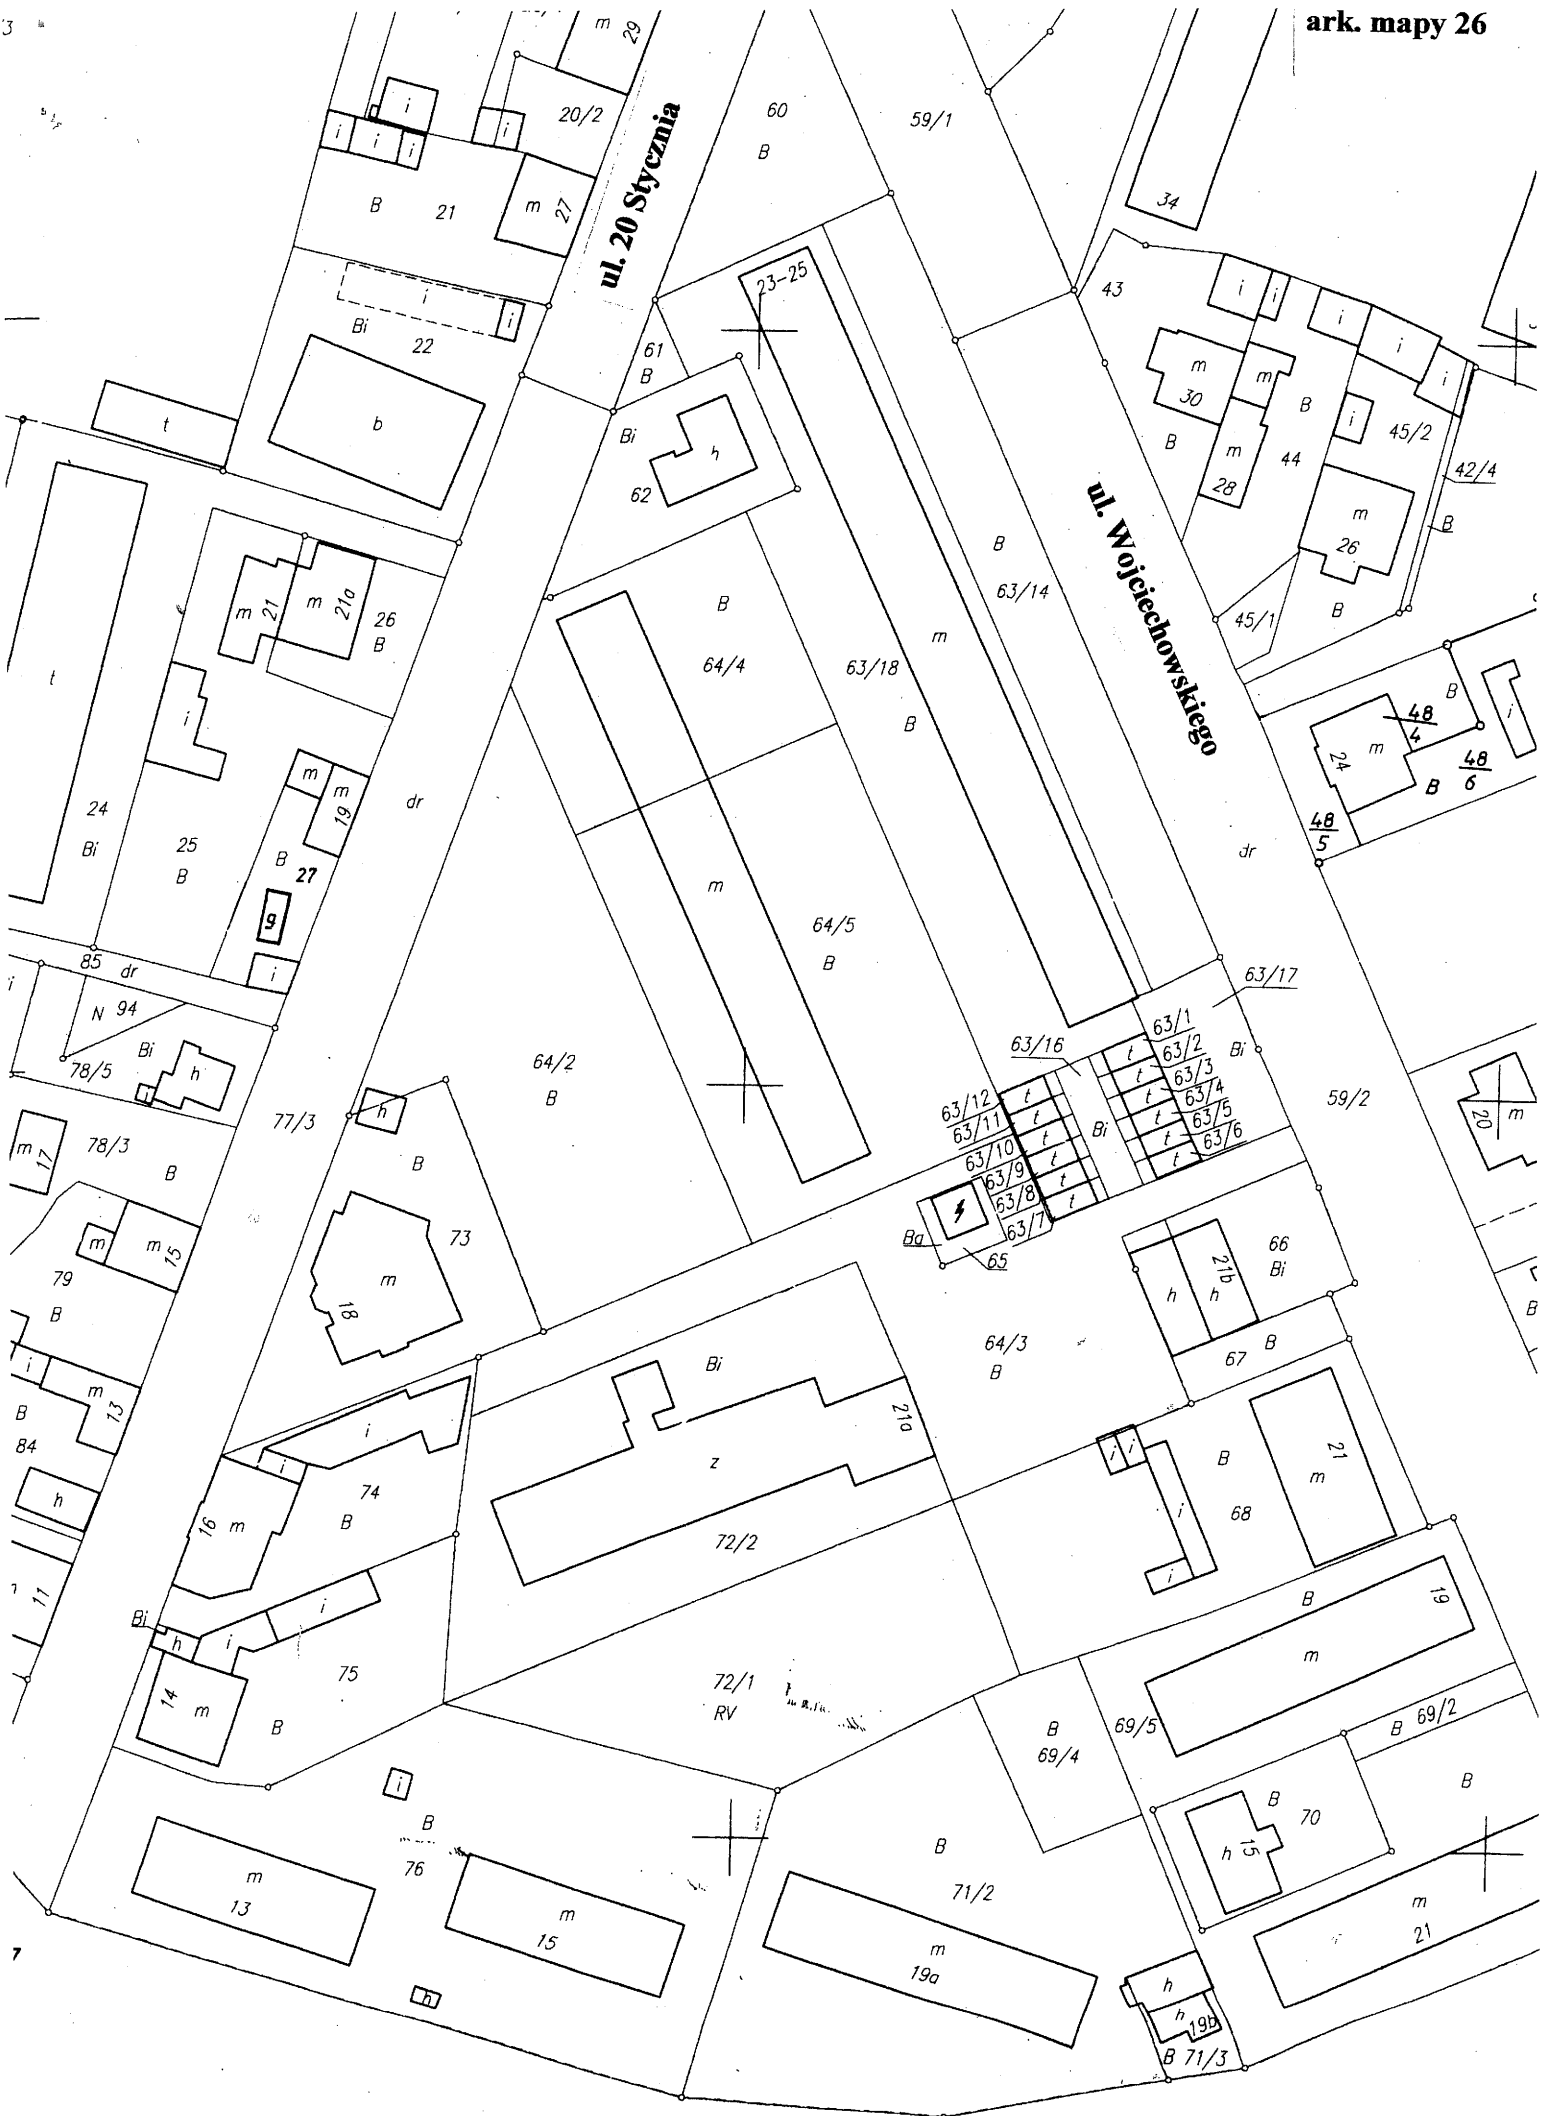 ark. mapy 26
/3
m
29
i
i
i
i
i
20/2
60
B
59/1
34
B
21
m
27
ul. 20 Stycznia
i
i
Bi
22
23-25
43
i
i
i
i
i
61
B
m
30
m
B
i
45/2
t
b
Bi
h
62
B
m
28
44
42/4
B
m
26
ul. Wojciechowskiego
B
63/14
m
21
m
21a
26
B
B
64/4
m
63/18
B
45/1
B
t
i
B
48/4
i
m
24
48/6
B
48/5
m
m
19
dr
24
Bi
25
B
B
27
g
i
m
64/5
B
dr
85
dr
i
N 94
Bi
78/5
h
i
63/17
63/16
63/1
63/2
63/3
63/4
63/5
63/6
Bi
t
t
t
t
t
Bi
63/12
63/11
63/10
63/9
63/8
63/7
t
t
t
t
t
59/2
20
m
64/2
B
77/3
h
B
m
17
78/3
B
m
m
15
73
m
18
Ba
65
66
Bi
21b
h
h
79
B
B
64/3
B
B
67
i
m
13
B
84
Bi
21a
i
i
z
h
74
B
16
m
72/2
i
i
i
i
B
68
21
m
11
Bi
h
i
i
75
14
m
B
72/1
RV
B
19
m
B
69/4
69/5
B 69/2
B
i
B
76
m
13
m
15
B
71/2
m
19a
B
70
h
15
m
21
7
h
h
h
19b
B 71/3